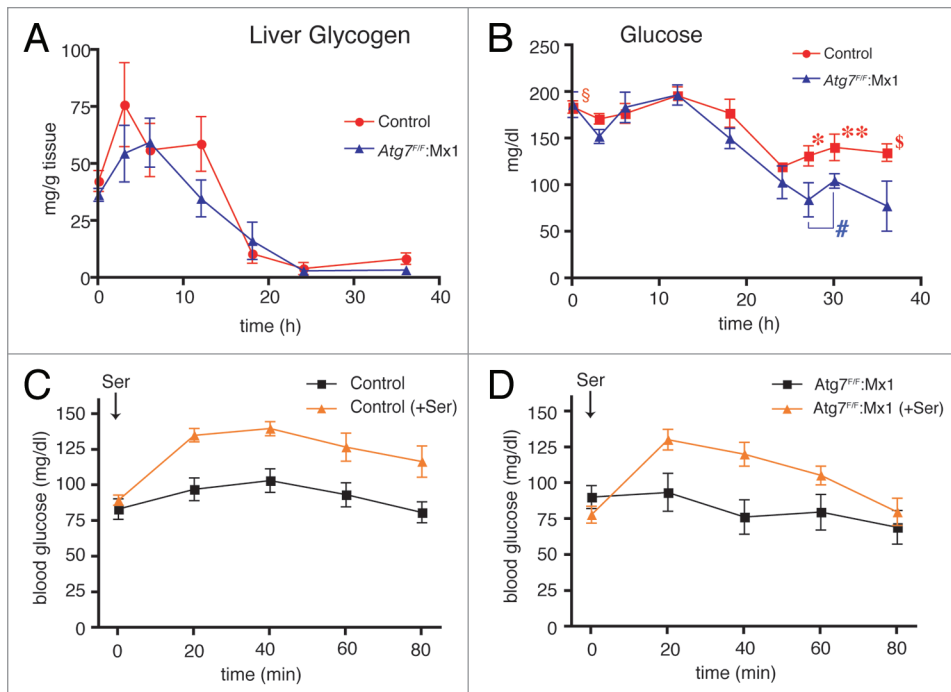 A
Liver Glycogen
100
75
50
25
0
mg/g tissue
Control
Atg7F/F:Mx1
0
10
20
30
40
time (h)
B
Glucose
250
200
150
100
50
0
mg/dl
Control
Atg7F/F:Mx1
§
*
**
$
#
0
10
20
30
40
time (h)
C
Ser
Control
Control (+Ser)
150
125
100
75
50
25
0
blood glucose (mg/dl)
0
20
40
60
80
time (min)
D
Ser
Atg7F/F:Mx1
Atg7F/F:Mx1 (+Ser)
150
125
100
75
50
25
0
blood glucose (mg/dl)
0
20
40
60
80
time (min)